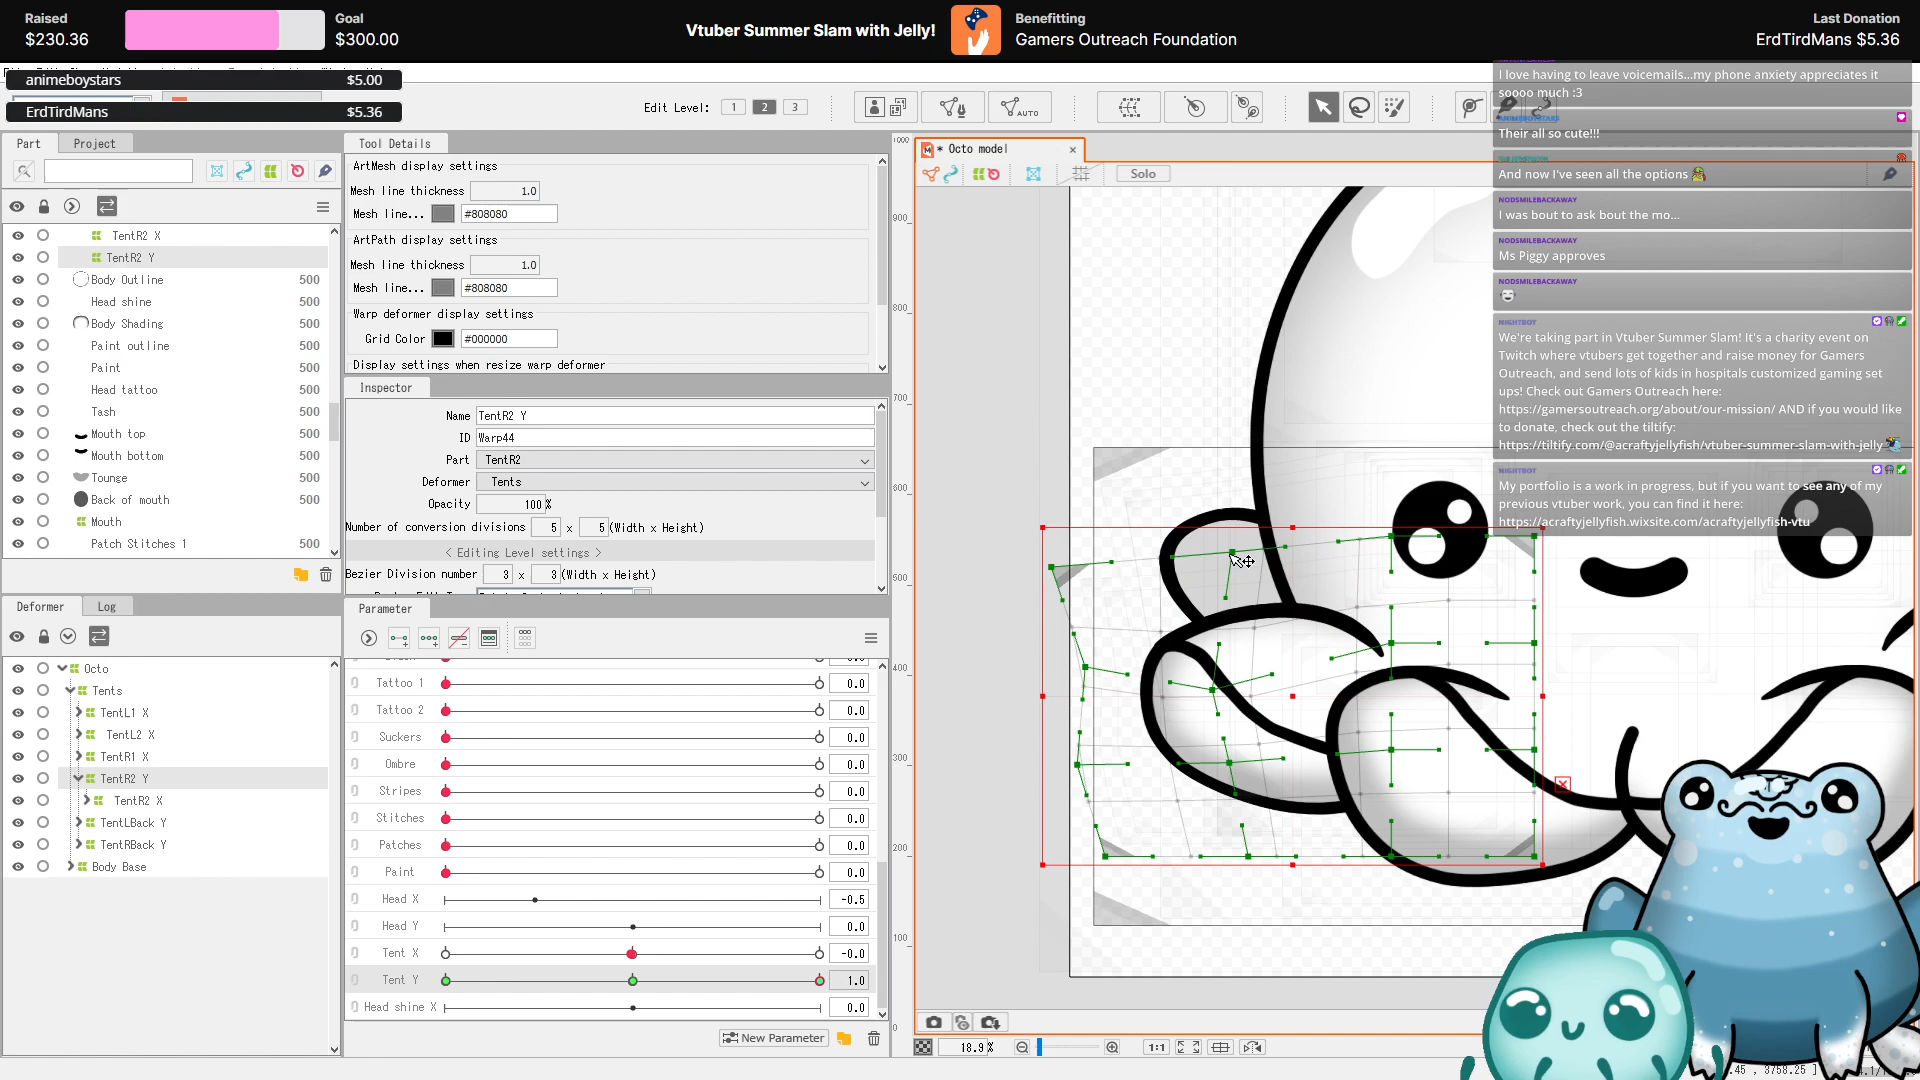 Raised
$230.36
Goal
$300.00
Vtuber Summer Slam with Jelly!
Benefitting
Gamers Outreach Foundation
Last Donation
ErdTirdMans $5.36
animeboystars $5.00
ErdTirdMans $5.36
Edit Level: 1 2 3
AUTO
I love having to leave voicemails...my phone anxiety appreciates it
soooo much :3
Their all so cute!!!
And now I've seen all the options
NODSMILEBACKAWAY
I was bout to ask bout the mo...
NODSMILEBACKAWAY
Ms Piggy approves
NODSMILEBACKAWAY
NIGHTBOT
We're taking part in Vtuber Summer Slam! It's a charity event on
Twitch where vtubers get together and raise money for Gamers
Outreach, and send lots of kids in hospitals customized gaming set
ups! Check out Gamers Outreach here:
https://gamersoutreach.org/about/our-mission/ AND if you would like
to donate, check out the tiltify:
https://tiltify.com/@acraftyjellyfish/vtuber-summer-slam-with-jelly
NIGHTBOT
My portfolio is a work in progress, but if you want to see any of my
previous vtuber work, you can find it here:
https://acraftyjellyfish.wixsite.com/acraftyjellyfish-vtu
Part
Project
TentR2 X
TentR2 Y
Body Outline 500
Head shine 500
Body Shading 500
Paint outline 500
Paint 500
Head tattoo 500
Tash 500
Mouth top 500
Mouth bottom 500
Tounge 500
Back of mouth 500
Mouth
Patch Stitches 1 500
Deformer
Log
Octo
Tents
TentL1 X
TentL2 X
TentR1 X
TentR2 Y
TentR2 X
TentLBack Y
TentRBack Y
Body Base
Tool Details
ArtMesh display settings
Mesh line thickness 1.0
Mesh line... #808080
ArtPath display settings
Mesh line thickness 1.0
Mesh line... #808080
Warp deformer display settings
Grid Color #000000
Display settings when resize warp deformer
Inspector
Name TentR2 Y
ID Warp44
Part TentR2
Deformer Tents
Opacity 100 %
Number of conversion divisions 5 x 5 (Width x Height)
< Editing Level settings >
Bezier Division number 3 x 3 (Width x Height)
Parameter
Tattoo 1 0.0
Tattoo 2 0.0
Suckers 0.0
Ombre 0.0
Stripes 0.0
Stitches 0.0
Patches 0.0
Paint 0.0
Head X -0.5
Head Y 0.0
Tent X -0.0
Tent Y 1.0
Head shine X 0.0
New Parameter
* Octo model
Solo
1000
900
800
700
600
500
400
300
200
100
0
18.9%
1:1